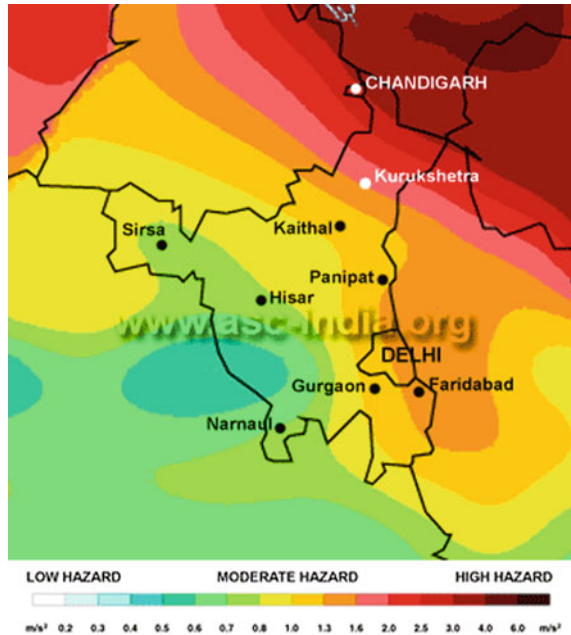 CHANDIGARH
Kurukshetra
Sirsa
Kaithal
Panipat
Hisar
www.asc-india.org
DELHI
Gurgaon
Faridabad
Narnaul
LOW HAZARD MODERATE HAZARD HIGH HAZARD
m/s² 0.2 0.3 0.4 0.5 0.6 0.7 0.8 1.0 1.3 1.6 2.0 2.5 3.0 4.0 6.0 m/s²